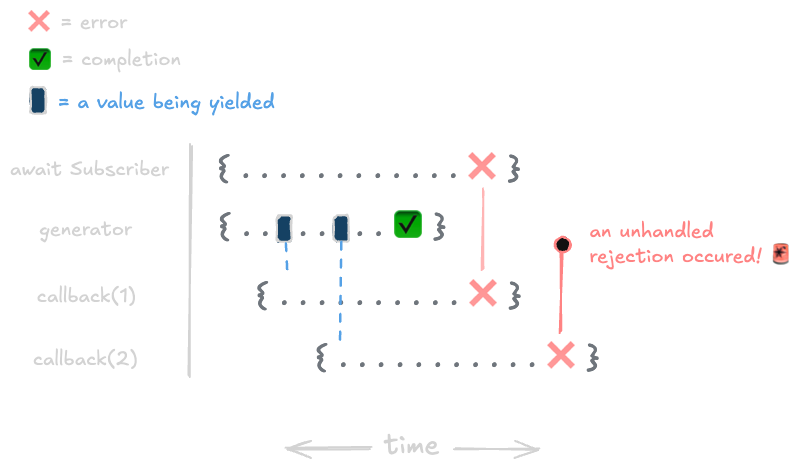 = error
= completion
= a value being yielded
await Subscriber
{ . . . . . . . . . . . . }
generator
{ . . . . . . }
an unhandled
rejection occured!
callback(1)
{ . . . . . . . . . . }
callback(2)
{ . . . . . . . . . . . }
time